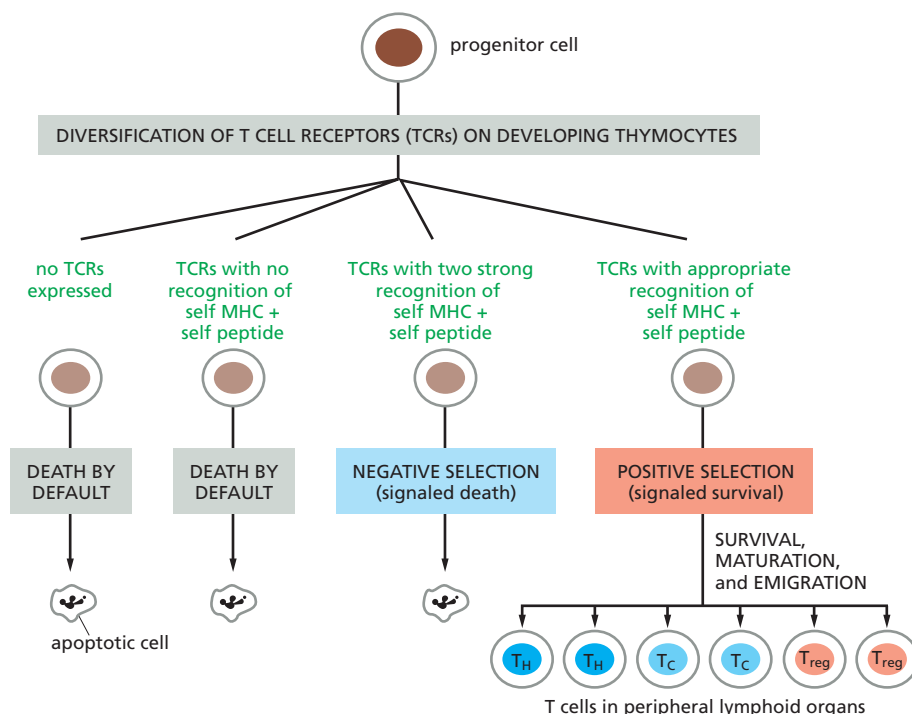 progenitor cell
DIVERSIFICATION OF T CELL RECEPTORS (TCRs) ON DEVELOPING THYMOCYTES
no TCRs
expressed
TCRs with no
recognition of
self MHC +
self peptide
TCRs with two strong
recognition of
self MHC +
self peptide
TCRs with appropriate
recognition of
self MHC +
self peptide
DEATH BY
DEFAULT
DEATH BY
DEFAULT
NEGATIVE SELECTION
(signaled death)
POSITIVE SELECTION
(signaled survival)
SURVIVAL,
MATURATION,
and EMIGRATION
apoptotic cell
TH
TH
TC
TC
Treg
Treg
T cells in peripheral lymphoid organs